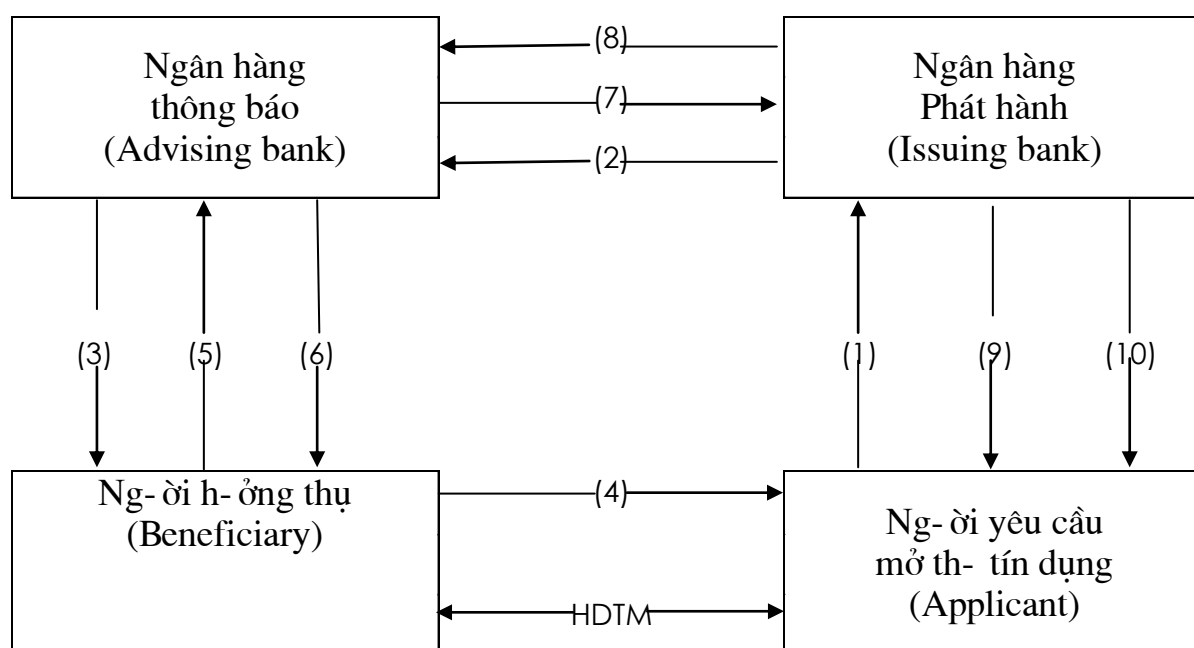 Ngân hàng
thông báo
(Advising bank)
(8)
(7)
(2)
Ngân hàng
Phát hành
(Issuing bank)
(3)
(5)
(6)
(1)
(9)
(10)
Ng- ời h- ởng thụ
(Beneficiary)
(4)
HDTM
Ng- ời yêu cầu
mở th- tín dụng
(Applicant)